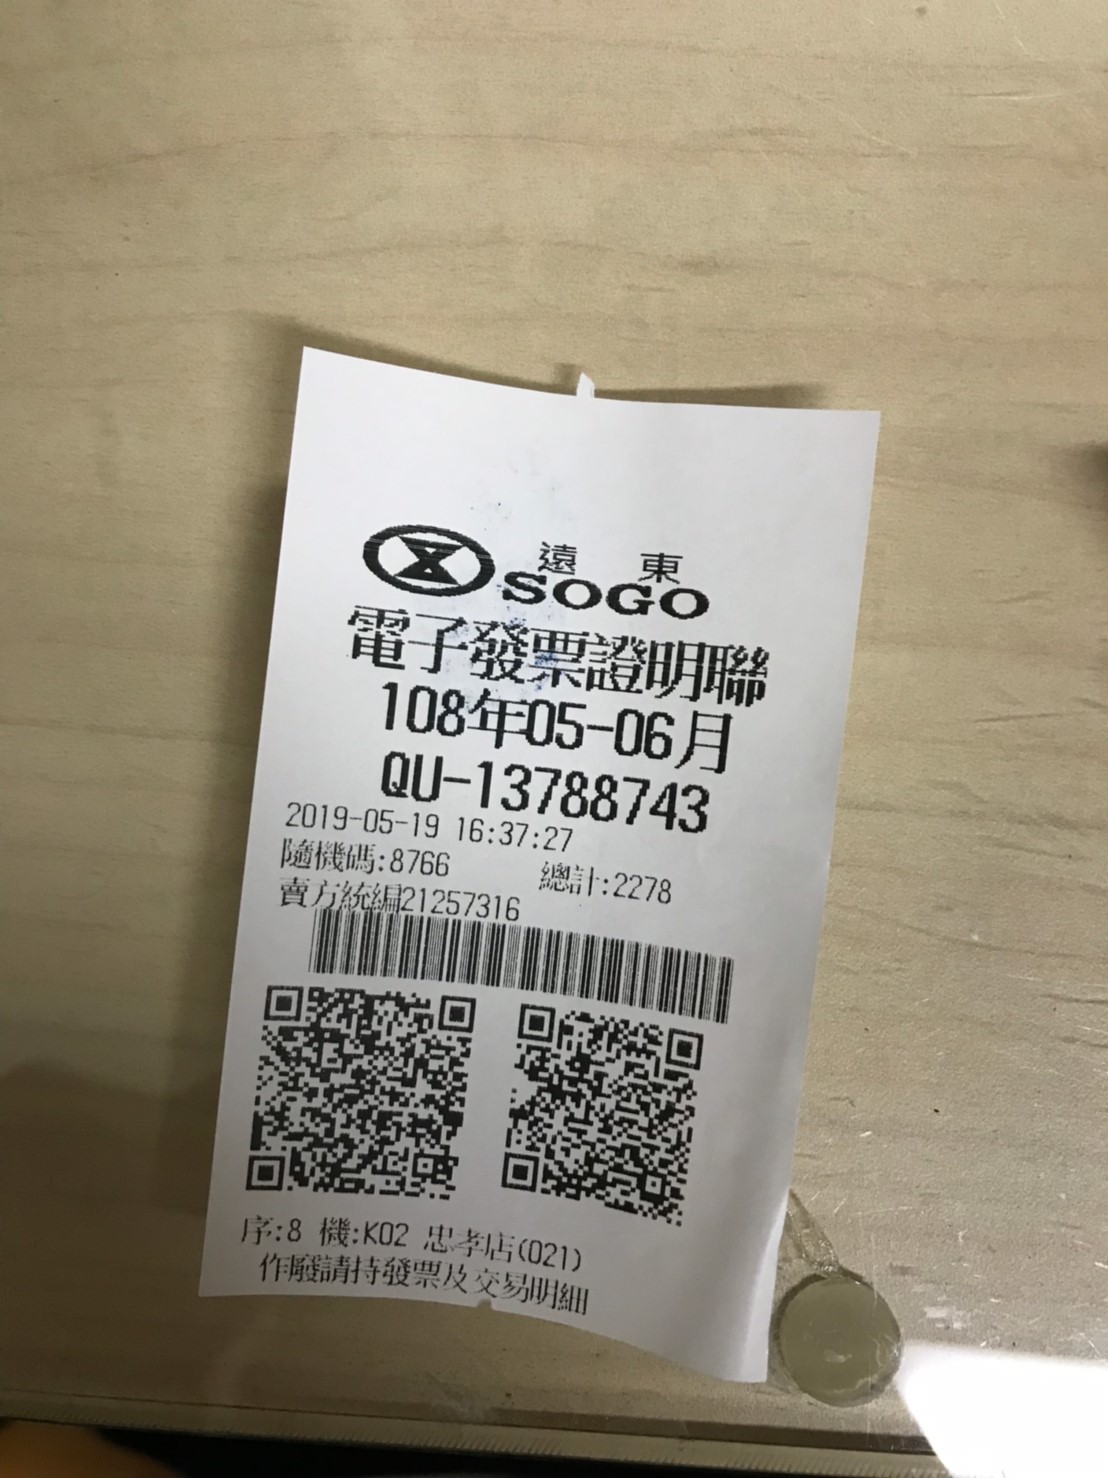 遠東
SOGO
電子發票證明聯
108年05-06月
QU-13788743
2019-05-19 16:37:27
隨機碼:8766 總計:2278
賣方統編21257316
序:8 機:K02 忠孝店(021)
作廢請持發票及交易明細